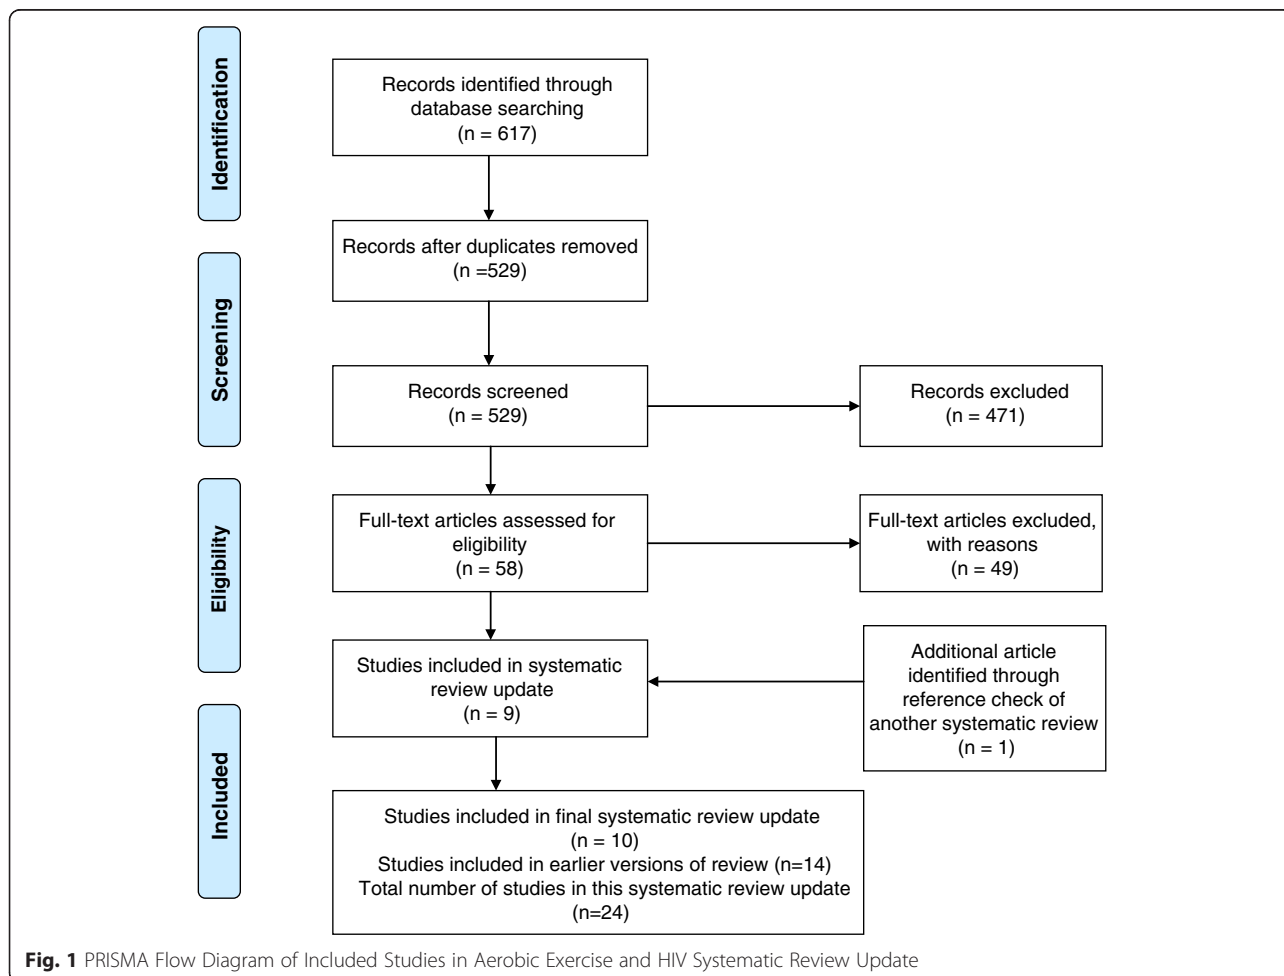 Identification
Records identified through
database searching
(n = 617)
Records after duplicates removed
(n =529)
Screening
Records screened
(n = 529)
Records excluded
(n = 471)
Eligibility
Full-text articles assessed for
eligibility
(n = 58)
Full-text articles excluded,
with reasons
(n = 49)
Studies included in systematic
review update
(n = 9)
Additional article
identified through
reference check of
another systematic review
(n = 1)
Included
Studies included in final systematic review update
(n = 10)
Studies included in earlier versions of review (n=14)
Total number of studies in this systematic review update
(n=24)
Fig. 1 PRISMA Flow Diagram of Included Studies in Aerobic Exercise and HIV Systematic Review Update